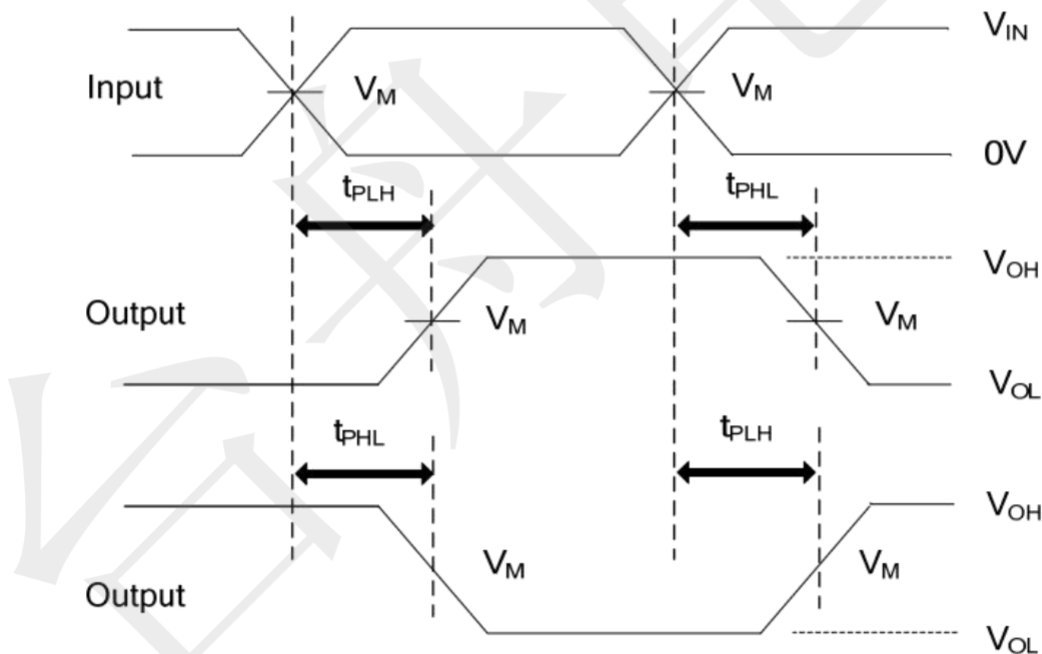 V_IN
Input V_M V_M
0V
t_PLH t_PHL
V_OH
Output V_M V_M
V_OL
t_PHL t_PLH
V_OH
V_M V_M
Output
V_OL